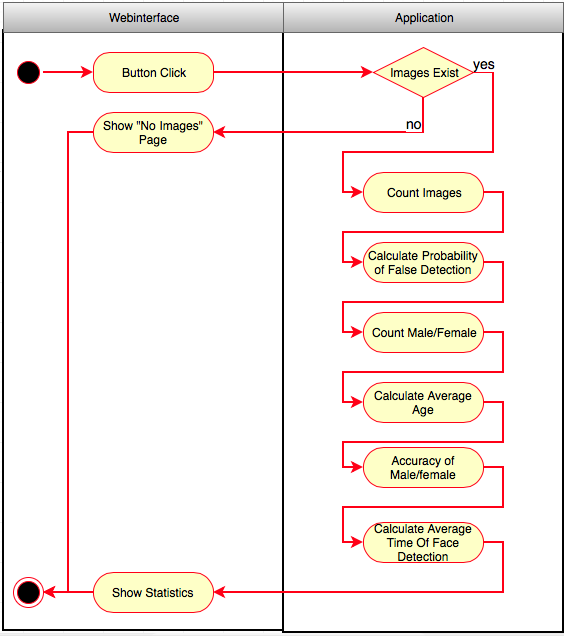 Webinterface
Application
Button Click
Images Exist
yes
Show "No Images"
Page
no
Count Images
Calculate Probability
of False Detection
Count Male/Female
Calculate Average
Age
Accuracy of
Male/female
Calculate Average
Time Of Face
Detection
Show Statistics